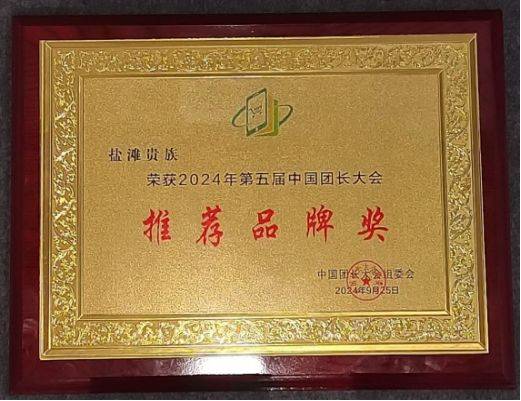 盐滩贵族
荣获2024年第五届中国团长大会
推荐品牌奖
中国团长大会组委会
2024年9月25日